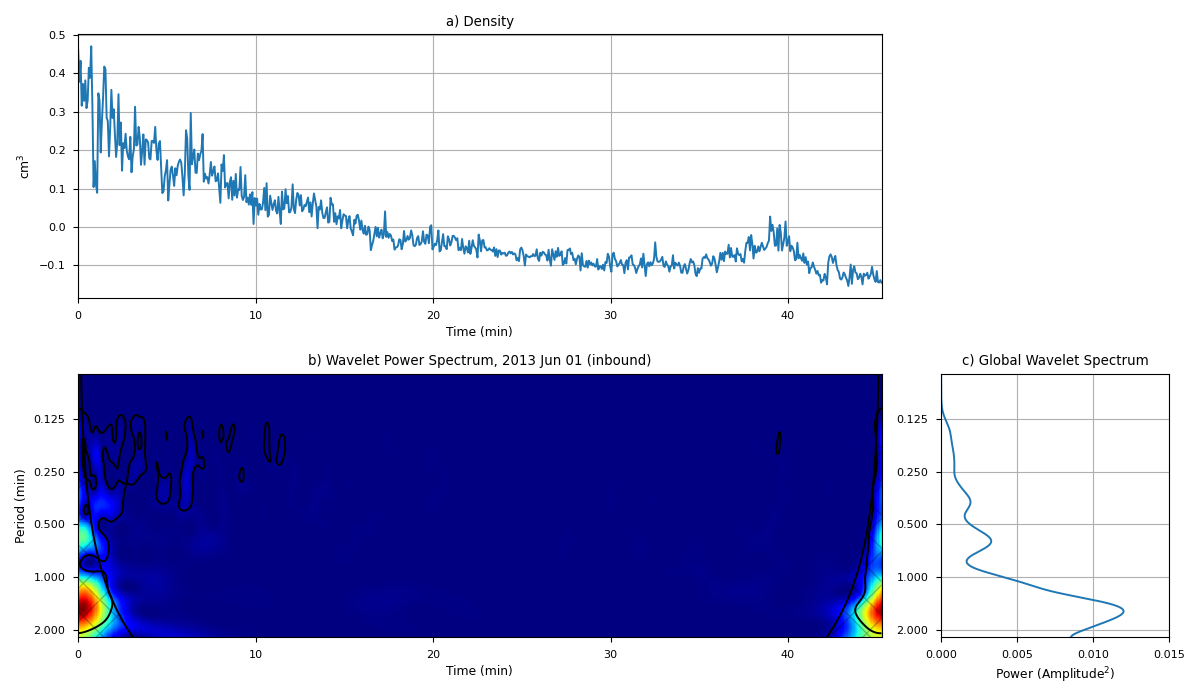 a) Density
0.5
0.4
0.3
0.2
0.1
0.0
−0.1
cm³
0 10 20 30 40
Time (min)
b) Wavelet Power Spectrum, 2013 Jun 01 (inbound)
0.125
0.250
0.500
1.000
2.000
Period (min)
0 10 20 30 40
Time (min)
c) Global Wavelet Spectrum
0.125
0.250
0.500
1.000
2.000
0.000 0.005 0.010 0.015
Power (Amplitude²)